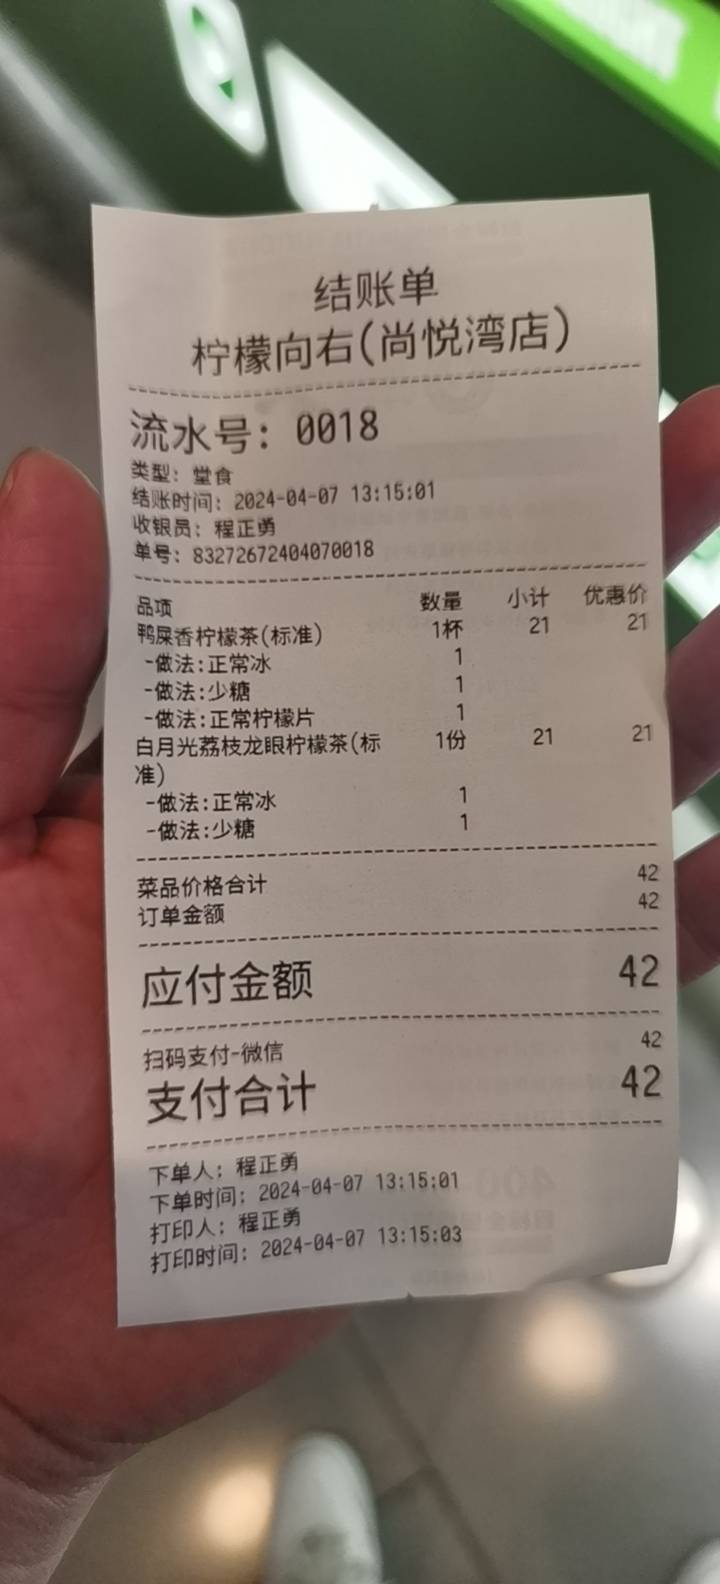 结账单
柠檬向右(尚悦湾店)
流水号: 0018
类型: 堂食
结账时间: 2024-04-07 13:15:01
收银员: 程正勇
单号: 83272672404070018
品项 数量 小计 优惠价
鸭屎香柠檬茶(标准) 1杯 21 21
-做法:正常冰 1
-做法:少糖 1
-做法:正常柠檬片 1
白月光荔枝龙眼柠檬茶(标 1份 21 21
准)
-做法:正常冰 1
-做法:少糖 1
菜品价格合计 42
订单金额 42
应付金额 42
扫码支付-微信 42
支付合计 42
下单人: 程正勇
下单时间: 2024-04-07 13:15:01
打印人: 程正勇
打印时间: 2024-04-07 13:15:03